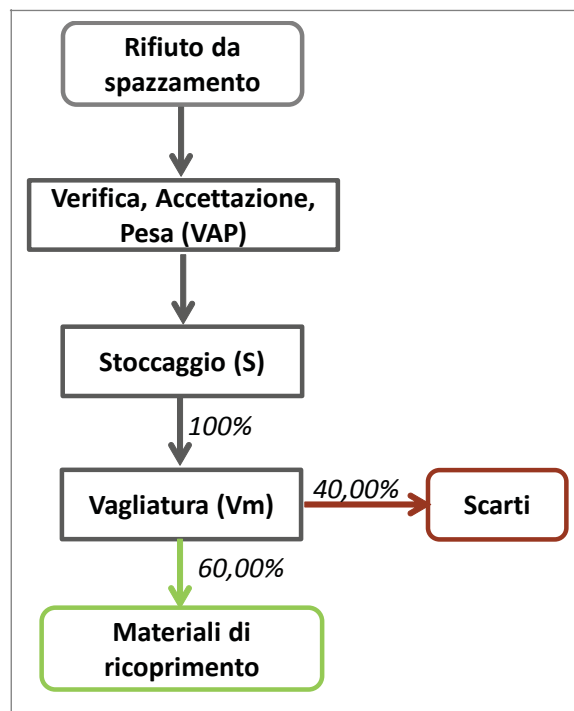 Rifiuto da
spazzamento
Verifica, Accettazione,
Pesa (VAP)
Stoccaggio (S)
100%
Vagliatura (Vm)
40,00%
Scarti
60,00%
Materiali di
ricoprimento